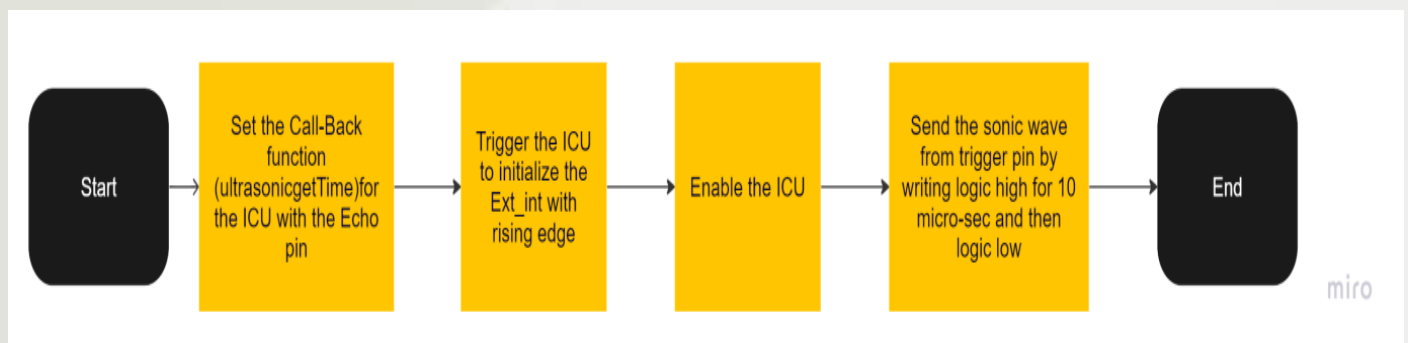 Start
Set the Call-Back
function
(ultrasonicgetTime)for
the ICU with the Echo
pin
Trigger the ICU
to initialize the
Ext_int with
rising edge
Enable the ICU
Send the sonic wave
from trigger pin by
writing logic high for 10
micro-sec and then
logic low
End
miro